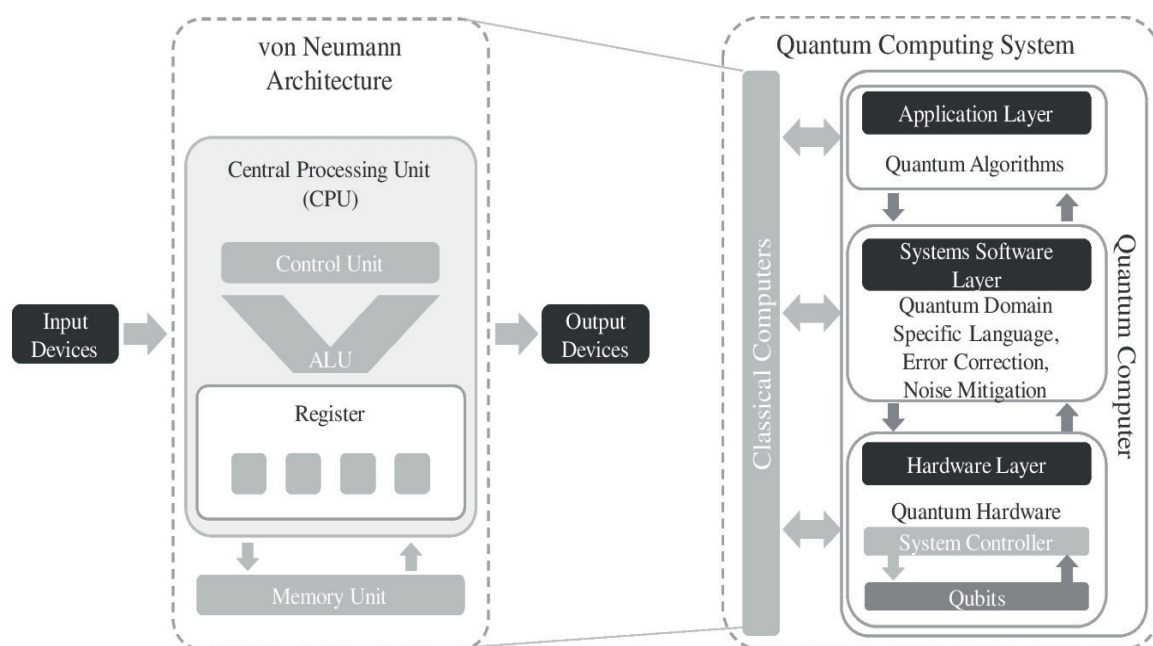 von Neumann
Architecture
Central Processing Unit
(CPU)
Control Unit
ALU
Register
Memory Unit
Input
Devices
Output
Devices
Quantum Computing System
Classical Computers
Application Layer
Quantum Algorithms
Systems Software
Layer
Quantum Domain
Specific Language,
Error Correction,
Noise Mitigation
Hardware Layer
Quantum Hardware
System Controller
Qubits
Quantum Computer